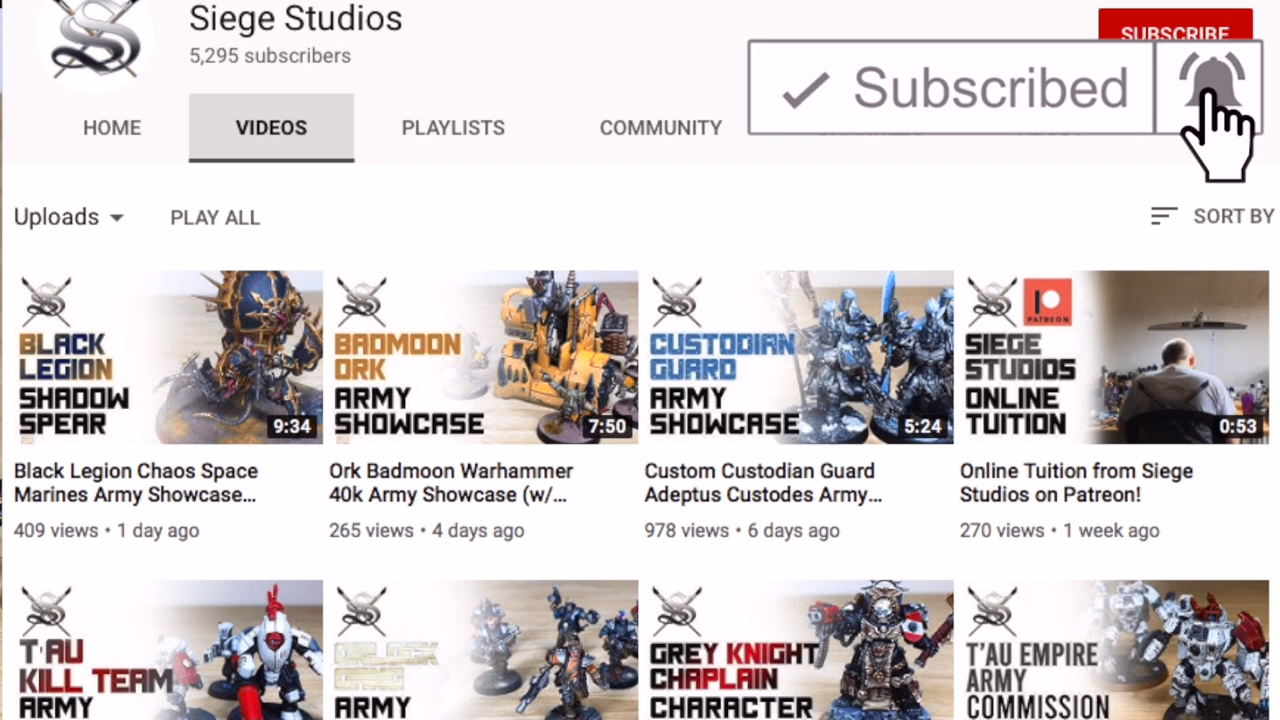 Siege Studios
5,295 subscribers
SUBSCRIBE
Subscribed
HOME
VIDEOS
PLAYLISTS
COMMUNITY
Uploads
PLAY ALL
SORT BY
BLACK
LEGION
SHADOW
SPEAR
9:34
BADMOON
ORK
ARMY
SHOWCASE
7:50
CUSTODIAN
GUARD
ARMY
SHOWCASE
5:24
PATREON
SIEGE
STUDIOS
ONLINE
TUITION
0:53
Black Legion Chaos Space
Marines Army Showcase...
409 views • 1 day ago
Ork Badmoon Warhammer
40k Army Showcase (w/...
265 views • 4 days ago
Custom Custodian Guard
Adeptus Custodes Army...
978 views • 6 days ago
Online Tuition from Siege
Studios on Patreon!
270 views • 1 week ago
T'AU
KILL TEAM
ARMY
ARMY
GREY KNIGHT
CHAPLAIN
CHARACTER
T'AU EMPIRE
ARMY
COMMISSION